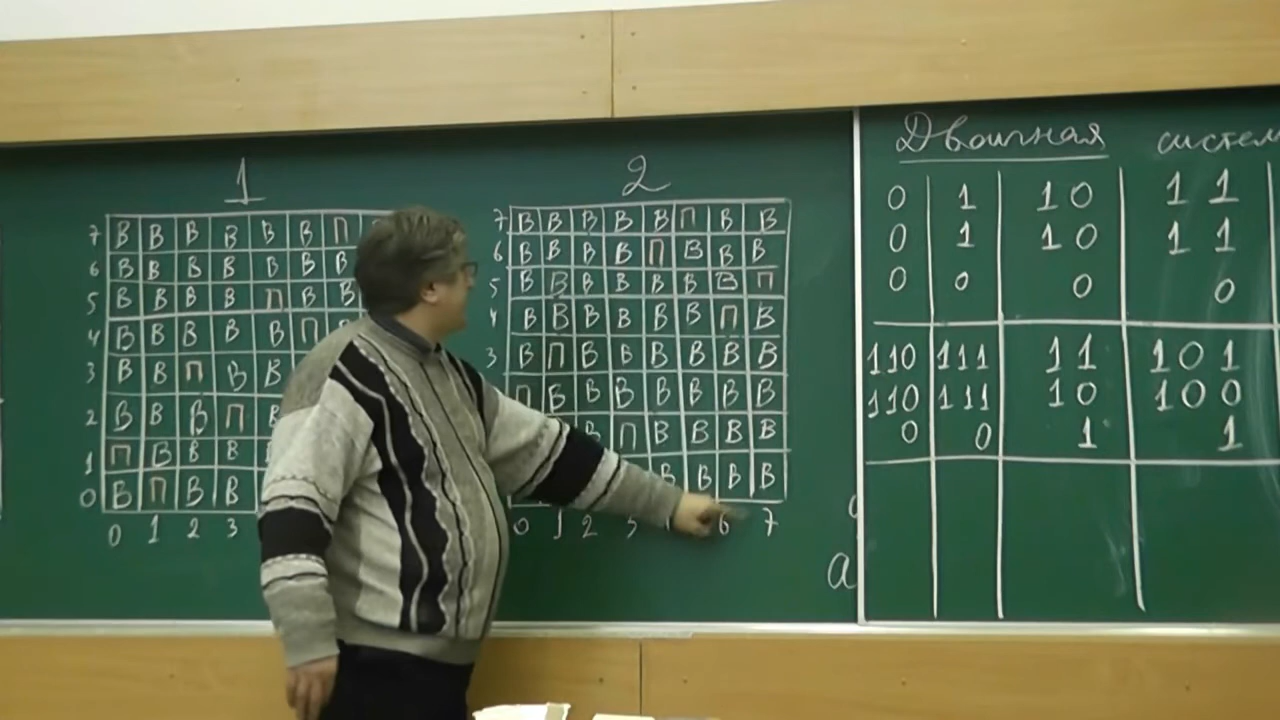 1
7 В В В В В В П
6 В В В В В В В
5 В В В В П В В
4 В В В В В П
3 В В П В В
2 В В В П В
1 П В В В
0 В П В В
0 1 2 3
2
7 В В В В В П В В
6 В В В В П В В В
5 В В В В В В В П
4 В В В В В В П В
3 В П В В В В В В
П В В В В В В В
В П В В В В
В В В В В
0 1 2 6 7
а
Двоичная систем
0 1 10 11
0 1 10 11
0 0 0 0
110 111 11 101
110 111 10 100
0 0 1 1